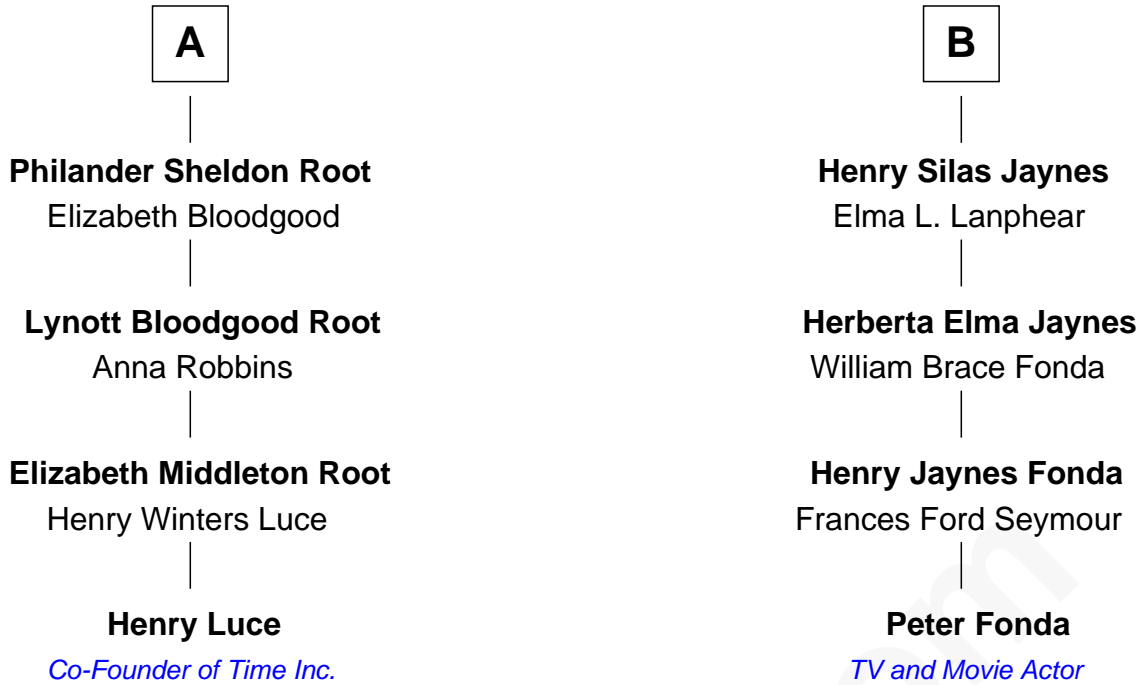 A
Philander Sheldon Root
Elizabeth Bloodgood
Lynott Bloodgood Root
Anna Robbins
Elizabeth Middleton Root
Henry Winters Luce
Henry Luce
Co-Founder of Time Inc.
B
Henry Silas Jaynes
Elma L. Lanphear
Herberta Elma Jaynes
William Brace Fonda
Henry Jaynes Fonda
Frances Ford Seymour
Peter Fonda
TV and Movie Actor